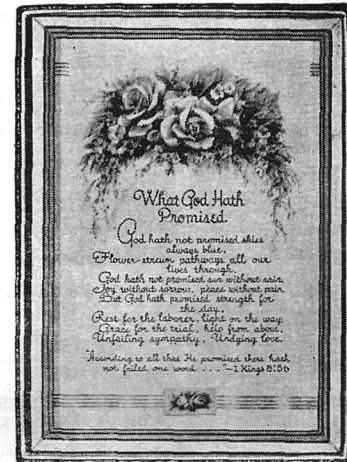 What God Hath
Promised
God hath not promised skies
always blue,
Flower-strewn pathways all our
lives through,
God hath not promised sun without rain,
Joy without sorrow, peace without pain.
But God hath promised strength for
the day,
Rest for the laborer, light on the way,
Grace for the trial, help from above,
Unfailing sympathy, Undying love.
"According to all that He promised there hath
not failed one word . . ."—1 Kings 8:56